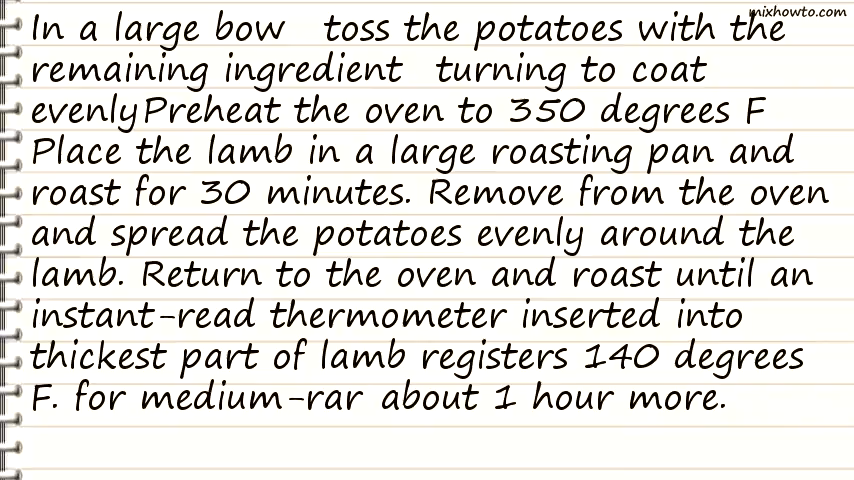 mixhowto.com
In a large bow toss the potatoes with the
remaining ingredient turning to coat
evenlyPreheat the oven to 350 degrees F
Place the lamb in a large roasting pan and
roast for 30 minutes. Remove from the oven
and spread the potatoes evenly around the
lamb. Return to the oven and roast until an
instant-read thermometer inserted into
thickest part of lamb registers 140 degrees
F. for medium-rar about 1 hour more.